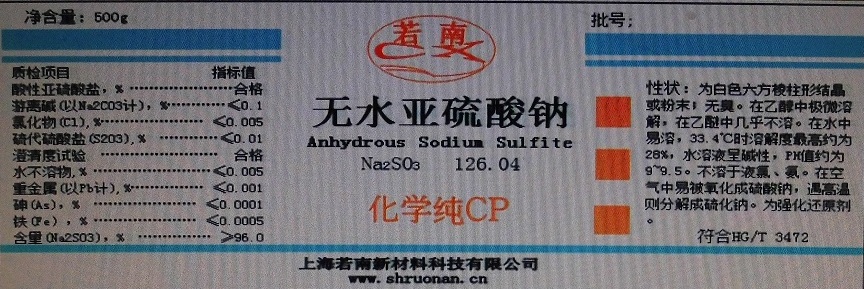 净含量: 500g
质检项目 指标值
酸性亚硫酸盐, % ················ 合格
游离碱(以Na2CO3计), % ········ ≤0.1
氯化物(Cl), % ················ ≤0.005
硫代硫酸盐(S2O3), % ·········· ≤0.01
澄清度试验 ················ 合格
水不溶物, % ················ ≤0.005
重金属(以Pb计), % ············ ≤0.001
砷(As), % ················ ≤0.0001
铁(Fe), % ················ ≤0.0005
含量(Na2SO3), % ·············· ≥96.0
若南
无水亚硫酸钠
Anhydrous Sodium Sulfite
Na2SO3 126.04
化学纯CP
上海若南新材料科技有限公司
www.shruonan.cn
批号;
性状: 为白色六方棱柱形结晶
或粉末; 无臭。在乙醇中极微溶
解, 在乙醚中几乎不溶。在水中
易溶, 33.4℃时溶解度最高约为
28%, 水溶液呈碱性, PH值约为
9~9.5。不溶于液氯、氨。在空
气中易被氧化成硫酸钠, 遇高温
则分解成硫化钠。为强化还原剂
。
符合HG/T 3472